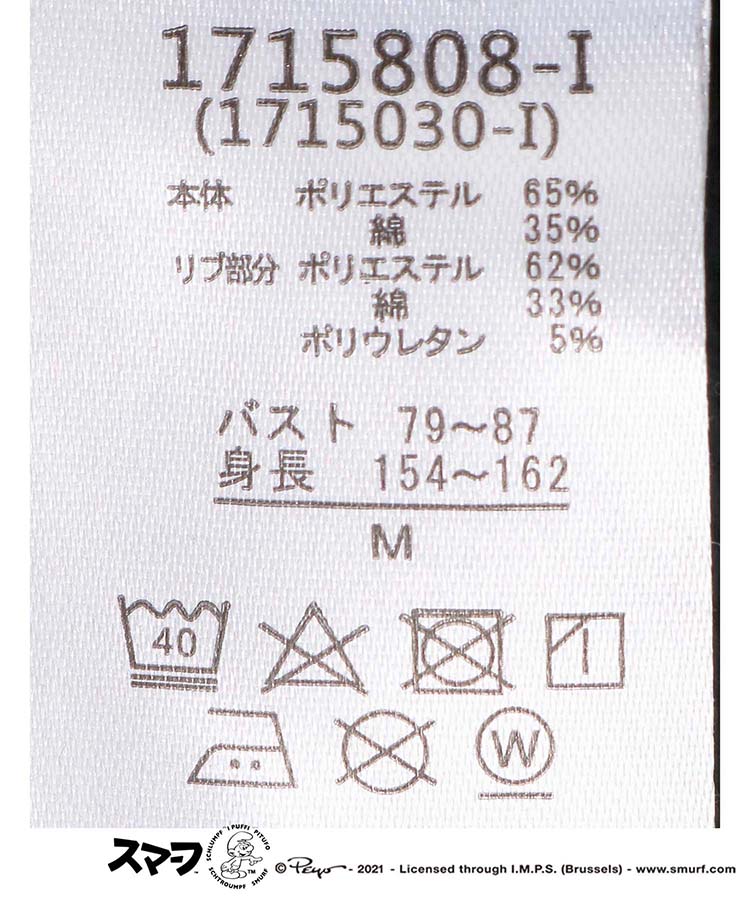 1715808-I
(1715030-I)
本体 ポリエステル 65%
綿 35%
リブ部分 ポリエステル 62%
綿 33%
ポリウレタン 5%
バスト 79〜87
身長 154〜162
M
40
W
スマーフ™
SCHLUMPF I PUFFI PITUFO SCHTROUMPF SMURF TM
© Peyo - 2021 - Licensed through I.M.P.S. (Brussels) - www.smurf.com